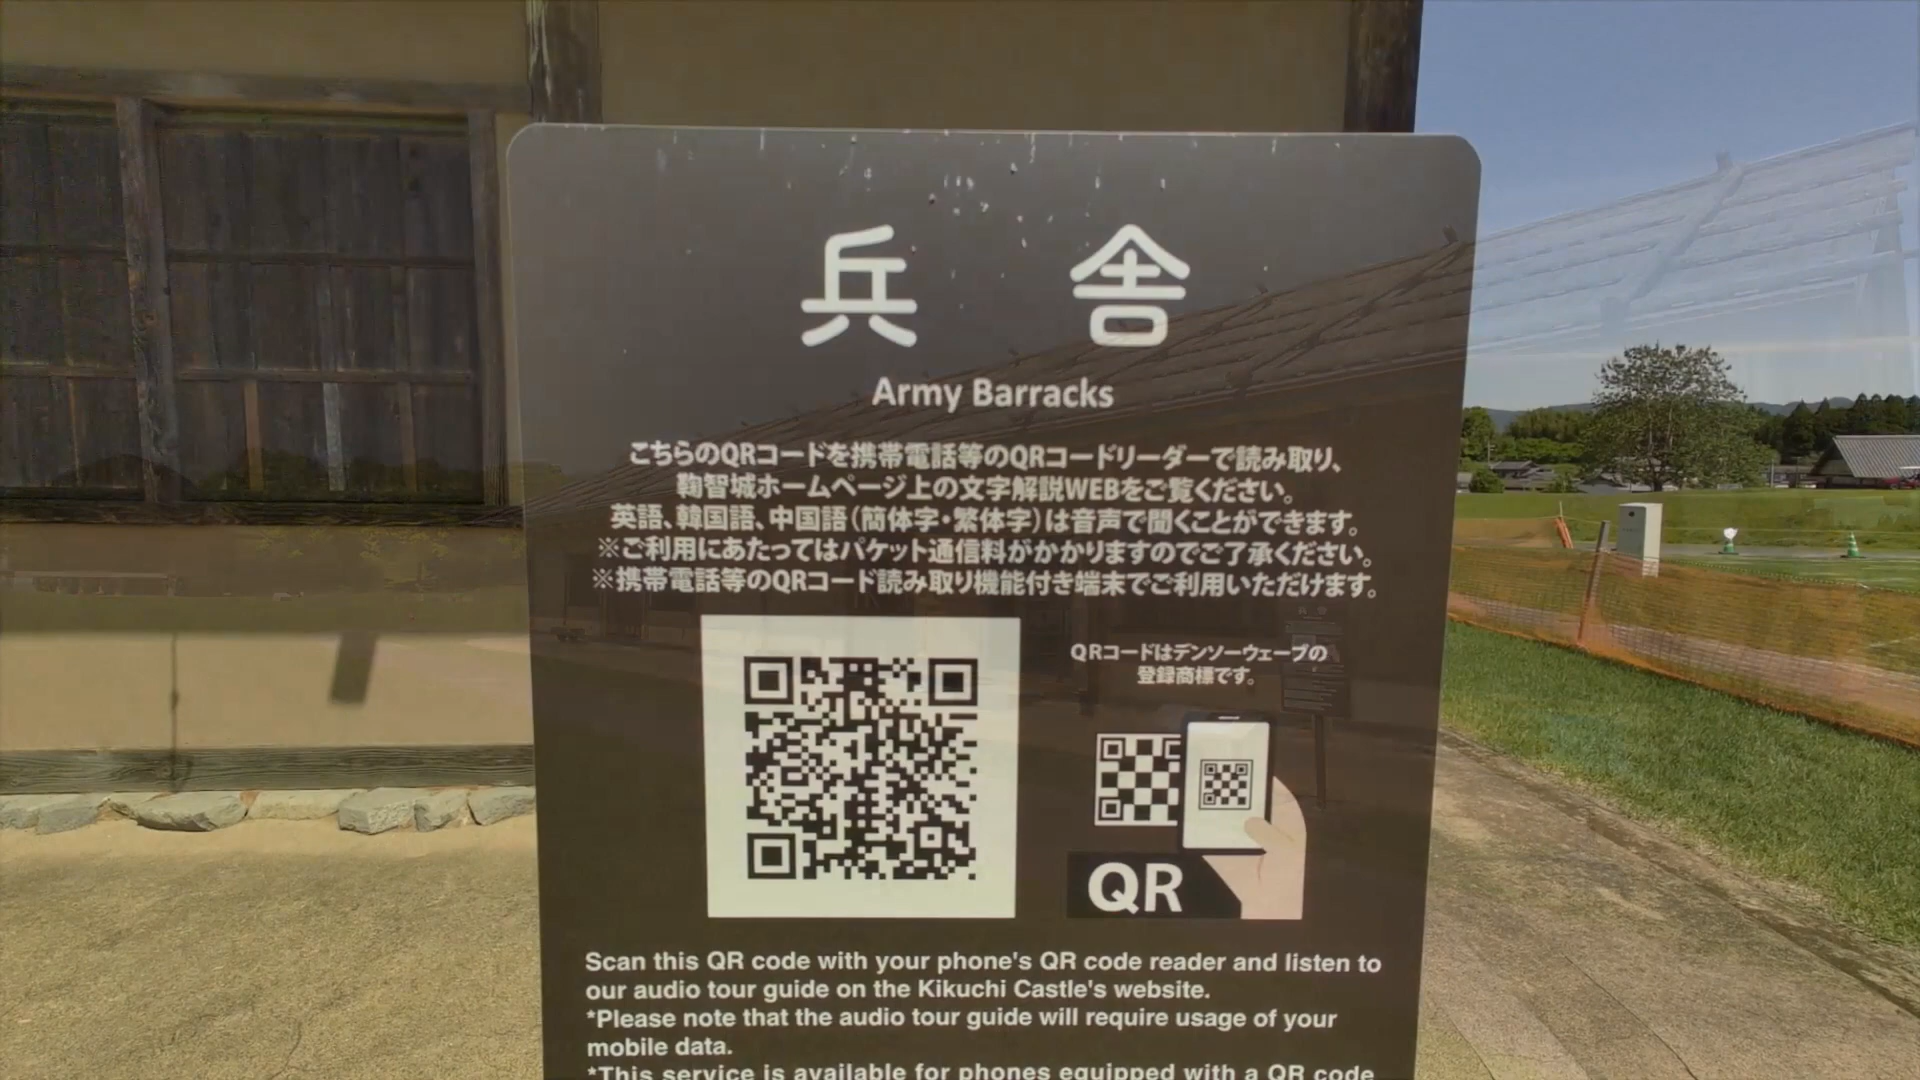 兵舎
Army Barracks
こちらのQRコードを携帯電話等のQRコードリーダーで読み取り、
鞠智城ホームページ上の文字解説WEBをご覧ください。
英語、韓国語、中国語(簡体字・繁体字)は音声で聞くことができます。
※ご利用にあたってはパケット通信料がかかりますのでご了承ください。
※携帯電話等のQRコード読み取り機能付き端末でご利用いただけます。
QRコードはデンソーウェーブの
登録商標です。
QR
Scan this QR code with your phone's QR code reader and listen to
our audio tour guide on the Kikuchi Castle's website.
*Please note that the audio tour guide will require usage of your
mobile data.
*This service is available for phones equipped with a QR code